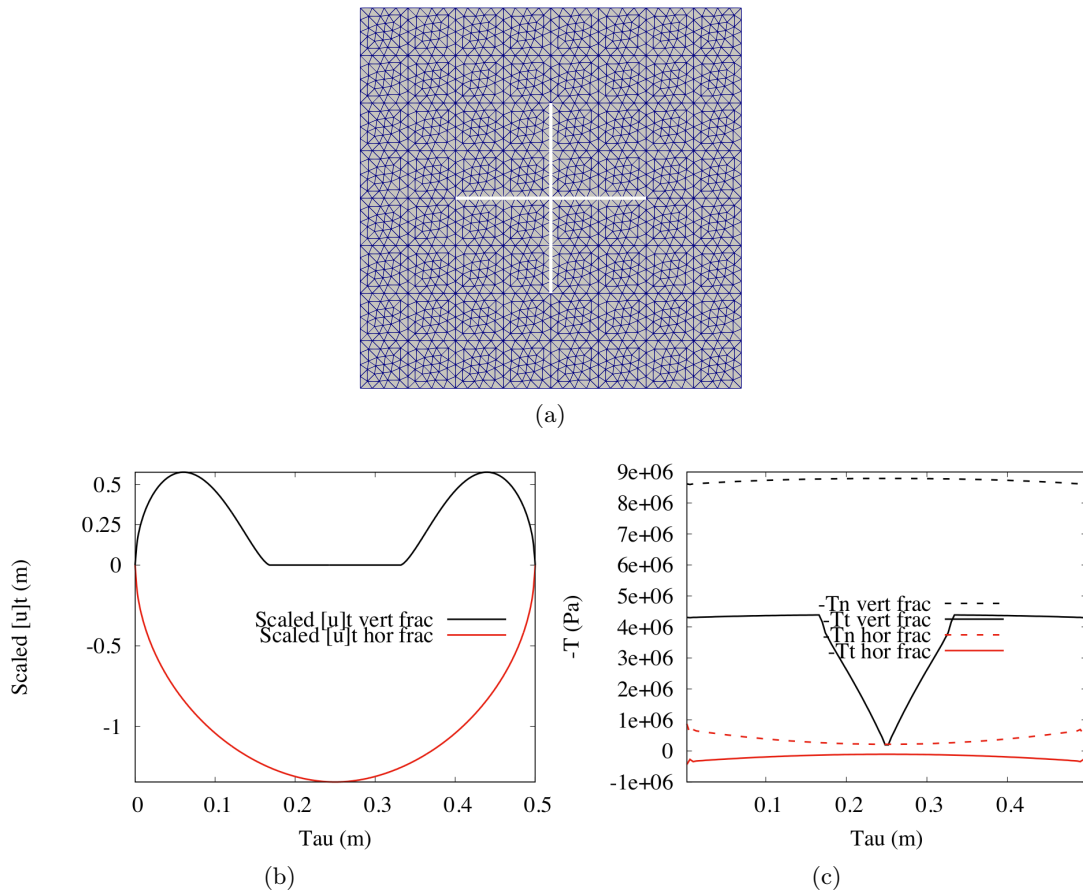 (a)
Scaled [u]t (m)
0.5
0.25
0
-0.5
-1
Scaled [u]t vert frac
Scaled [u]t hor frac
0
0.1
0.2
0.3
0.4
0.5
Tau (m)
(b)
-T (Pa)
9e+06
8e+06
7e+06
6e+06
5e+06
4e+06
3e+06
2e+06
1e+06
0
-1e+06
-Tn vert frac
-Tt vert frac
-Tn hor frac
-Tt hor frac
0.1
0.2
0.3
0.4
Tau (m)
(c)